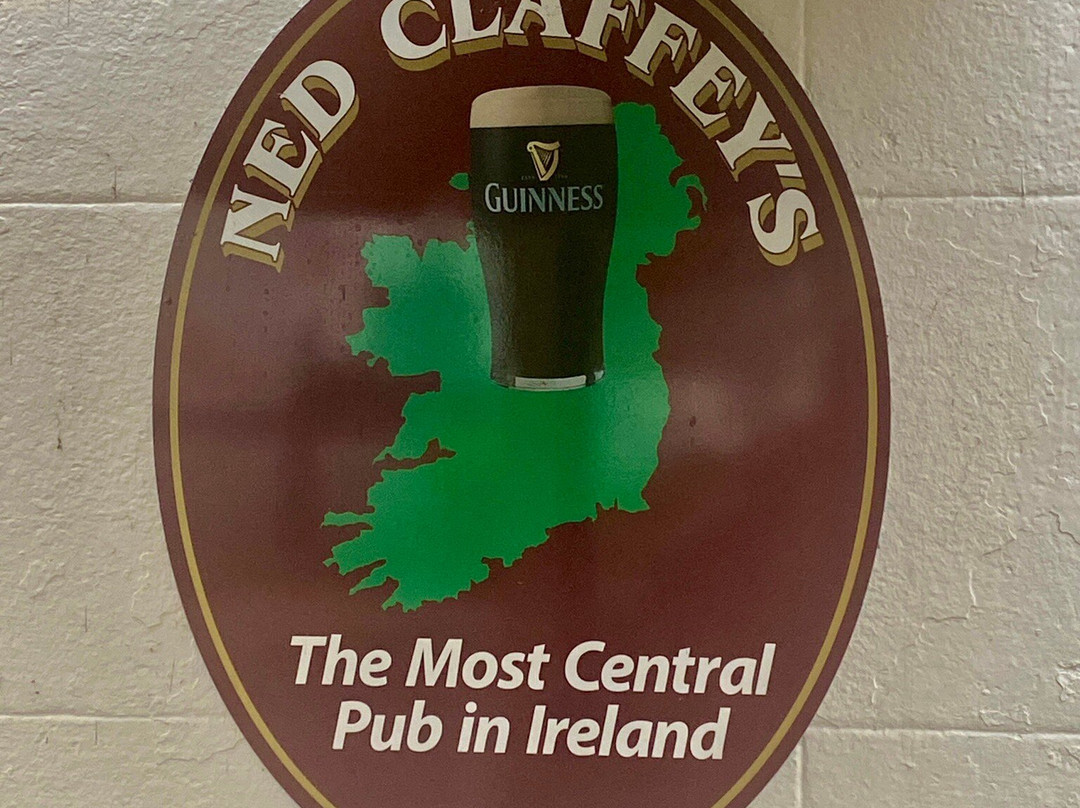 NED CLAFFEY'S
GUINNESS
The Most Central
Pub in Ireland